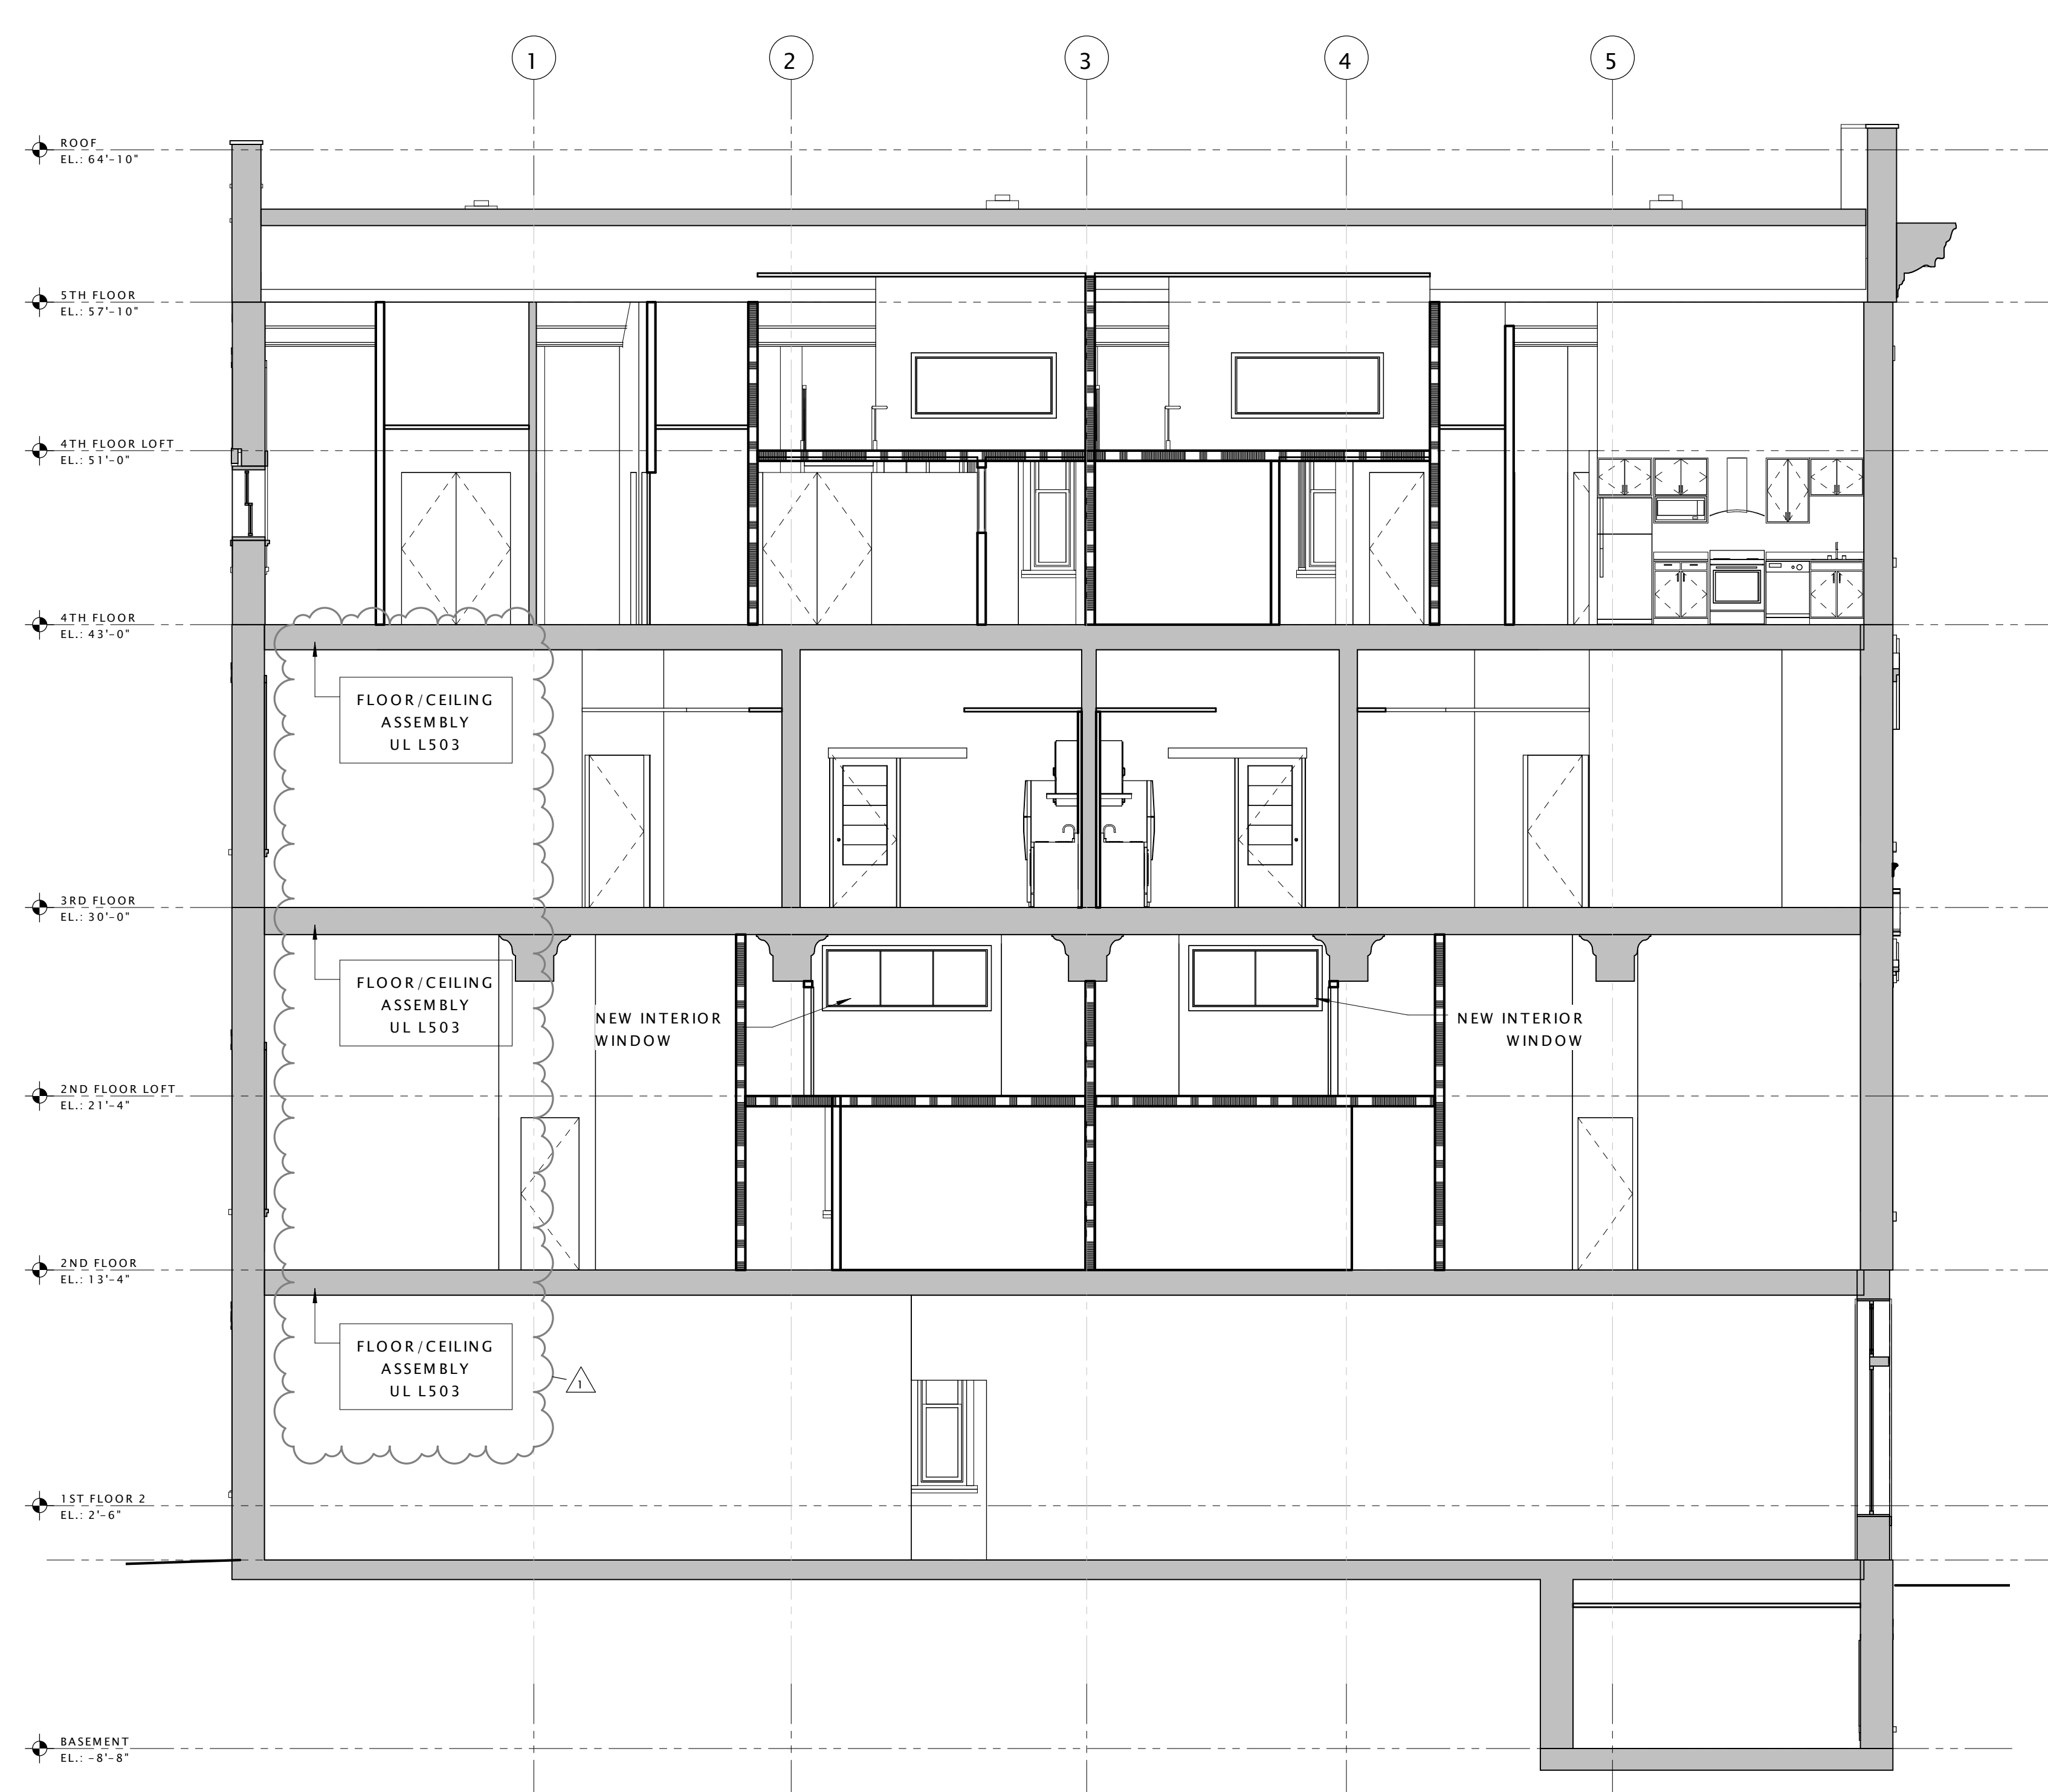 1 2 3 4 5
ROOF
EL.: 64'-10"
5TH FLOOR
EL.: 57'-10"
4TH FLOOR LOFT
EL.: 51'-0"
4TH FLOOR
EL.: 43'-0"
FLOOR/CEILING
ASSEMBLY
UL L503
3RD FLOOR
EL.: 30'-0"
FLOOR/CEILING
ASSEMBLY
UL L503
NEW INTERIOR
WINDOW
NEW INTERIOR
WINDOW
2ND FLOOR LOFT
EL.: 21'-4"
2ND FLOOR
EL.: 13'-4"
FLOOR/CEILING
ASSEMBLY
UL L503
1
1ST FLOOR 2
EL.: 2'-6"
BASEMENT
EL.: -8'-8"